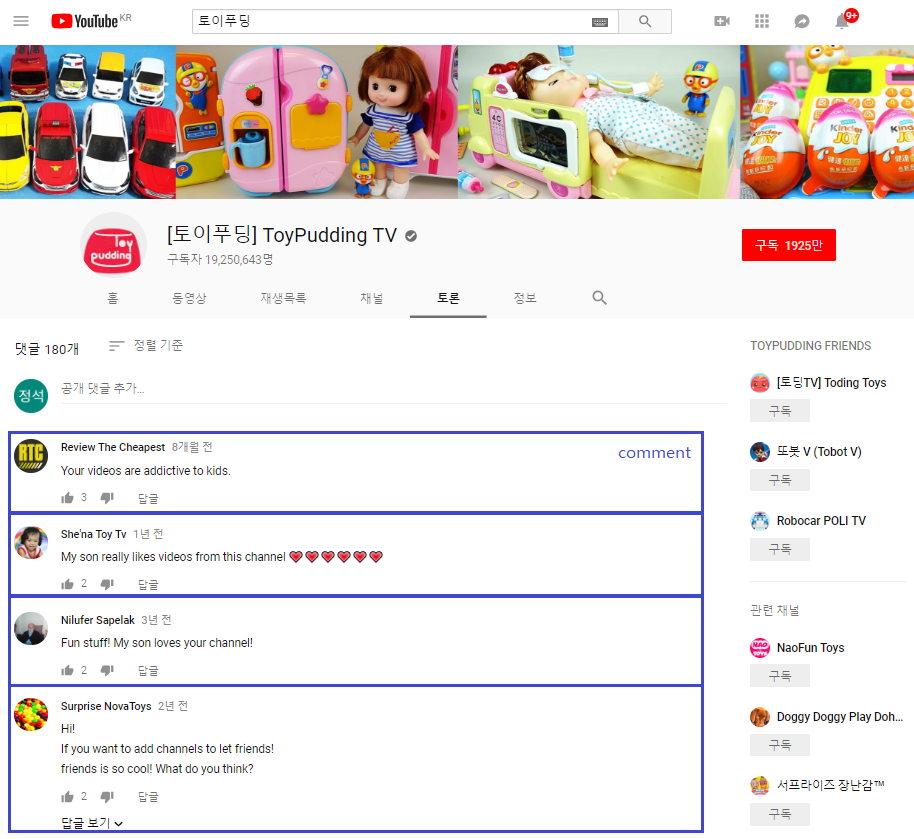 YouTube KR
토이푸딩
9+
4G
Kinder
JOY
Kinder
JOY
Kinder
JOY
Toy
pudding
[토이푸딩] ToyPudding TV
구독자 19,250,643명
구독 1925만
홈
동영상
재생목록
채널
토론
정보
댓글 180개
정렬 기준
정석
공개 댓글 추가...
comment
RTC
Review The Cheapest 8개월 전
Your videos are addictive to kids.
3
답글
She'na Toy Tv 1년 전
My son really likes videos from this channel 💗💗💗💗💗💗
2
답글
Nilufer Sapelak 3년 전
Fun stuff! My son loves your channel!
2
답글
Surprise NovaToys 2년 전
Hi!
If you want to add channels to let friends!
friends is so cool! What do you think?
2
답글
답글 보기
TOYPUDDING FRIENDS
[토딩TV] Toding Toys
구독
또봇 V (Tobot V)
구독
Robocar POLI TV
구독
관련 채널
NAO
NaoFun Toys
구독
Doggy Doggy Play Doh...
구독
서프라이즈 장난감™
구독